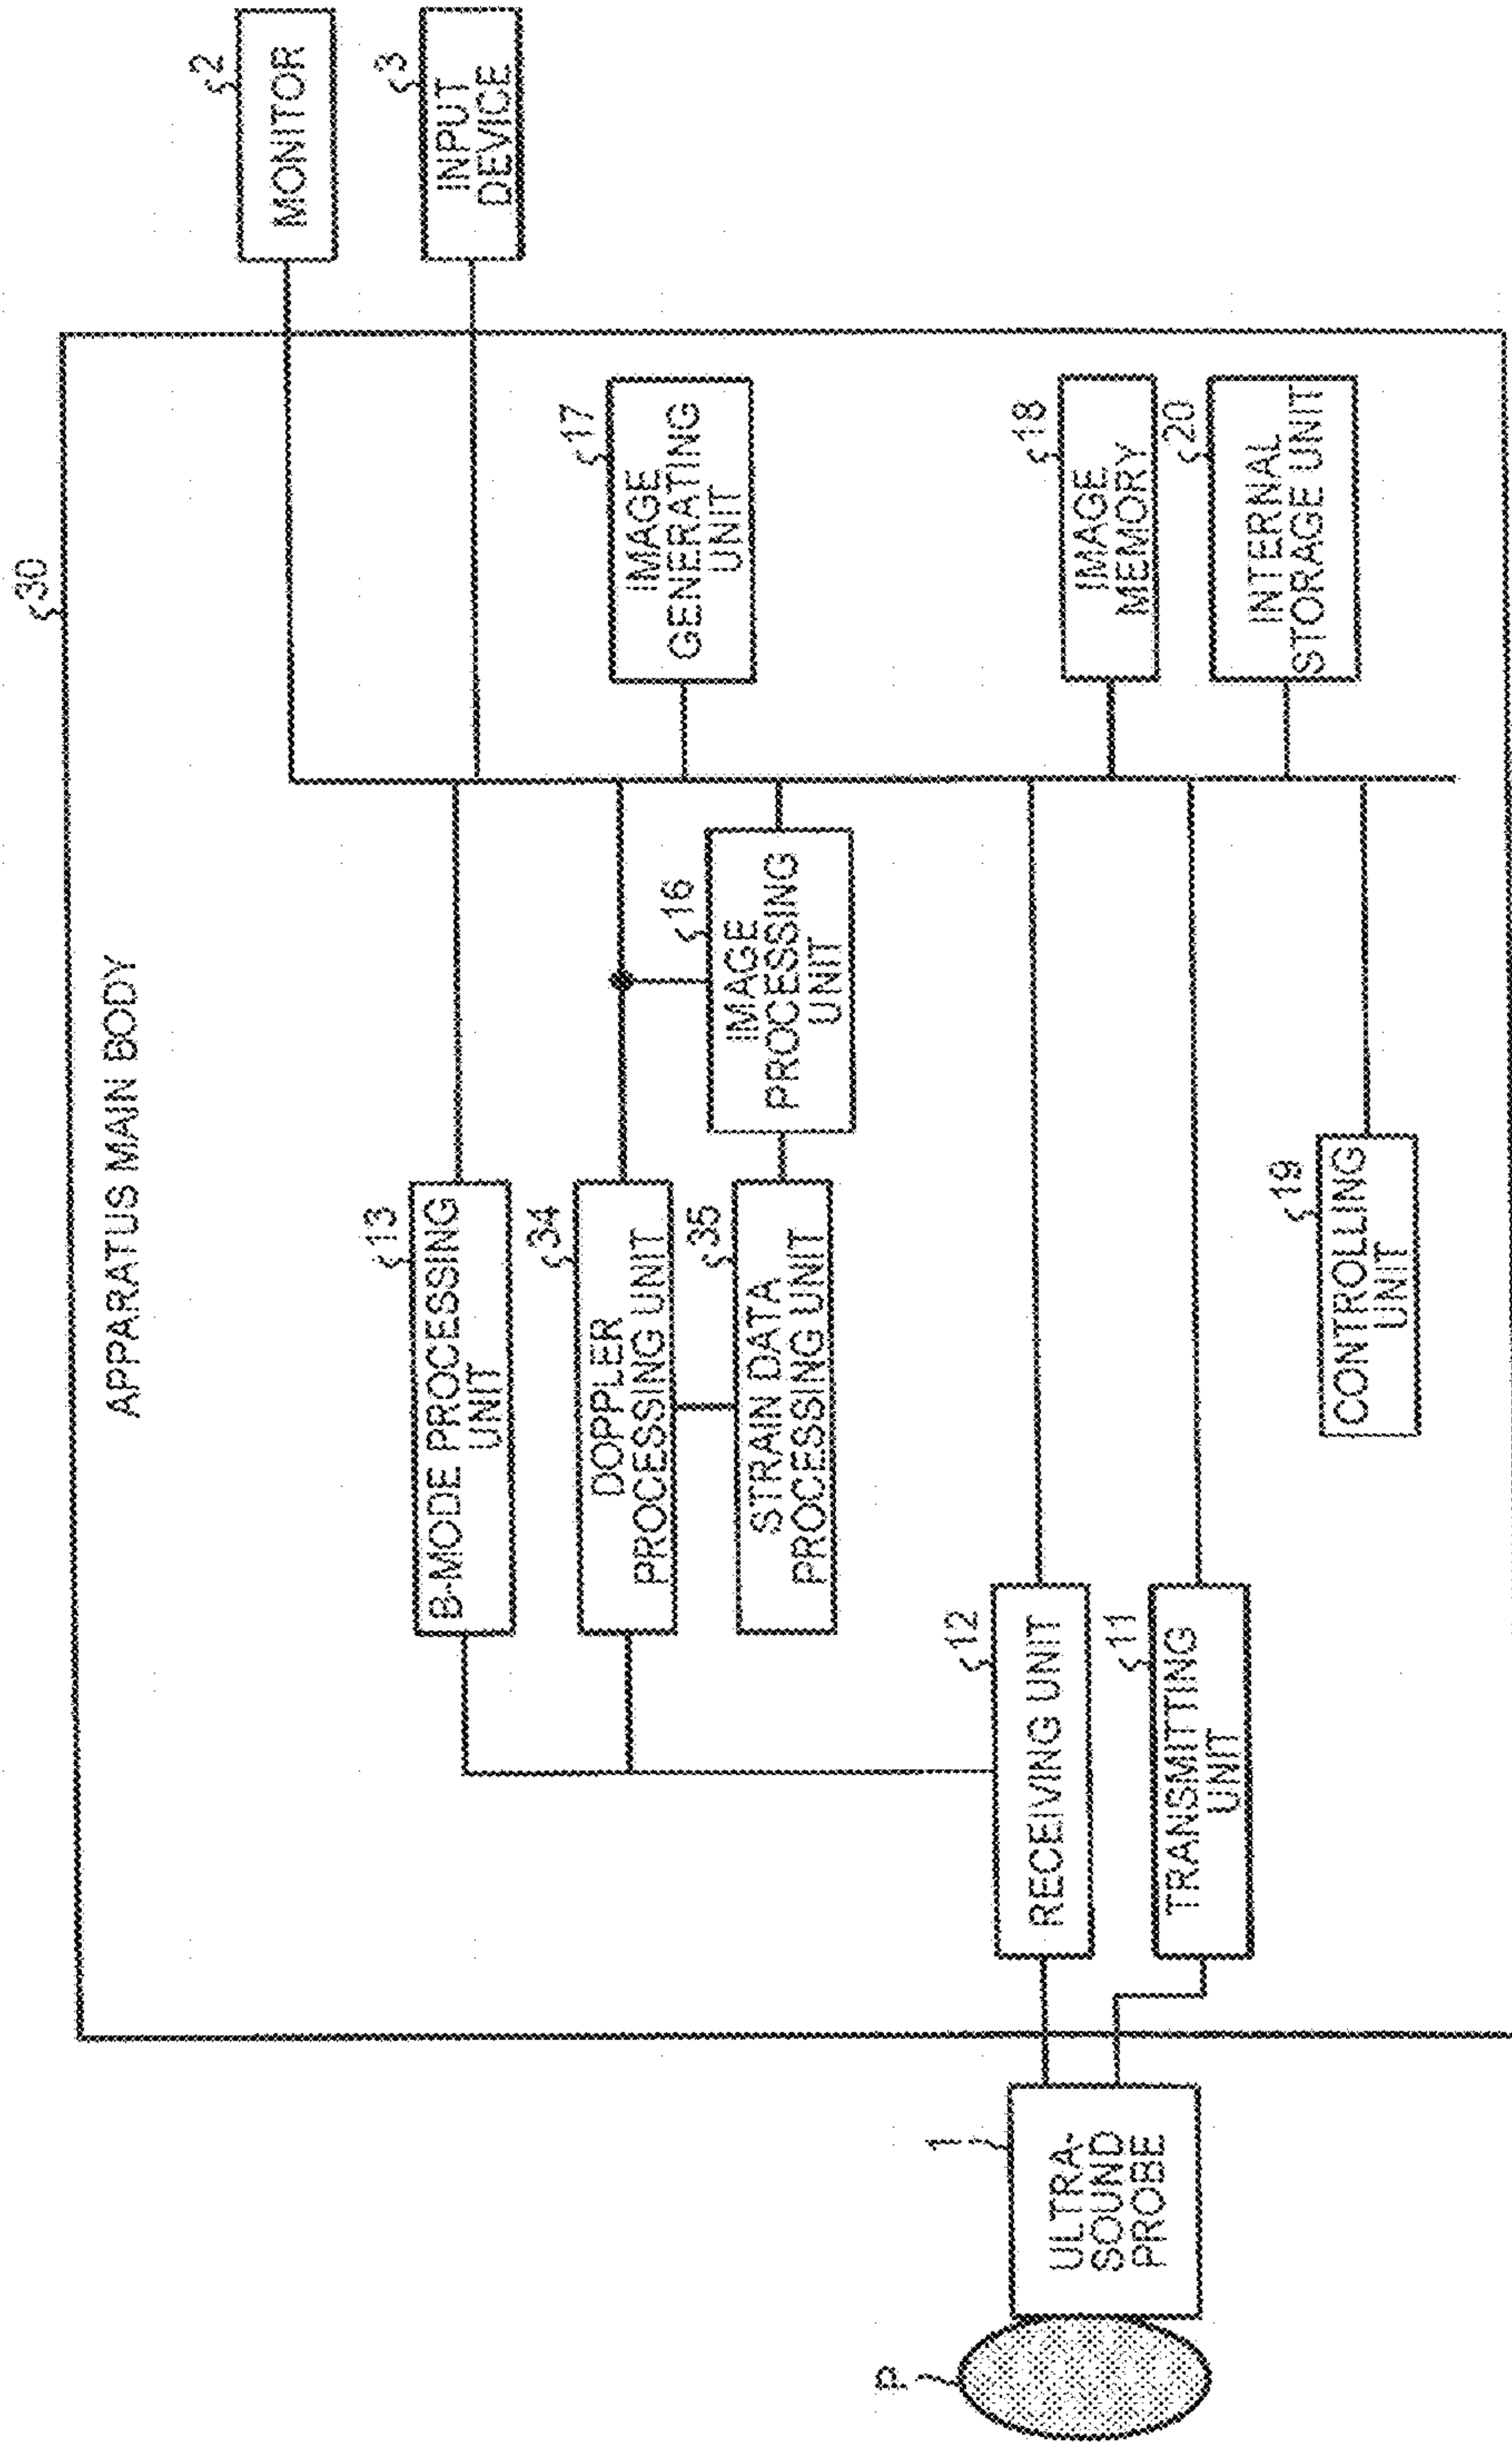 30
APPARATUS MAIN BODY
2
MONITOR
3
INPUT
DEVICE
13
B-MODE PROCESSING
UNIT
34
DOPPLER
PROCESSING UNIT
17
IMAGE
GENERATING
UNIT
16
IMAGE
PROCESSING
UNIT
35
STRAIN DATA
PROCESSING UNIT
P
1
ULTRA-
SOUND
PROBE
12
RECEIVING UNIT
18
IMAGE
MEMORY
11
TRANSMITTING
UNIT
20
INTERNAL
STORAGE UNIT
19
CONTROLLING
UNIT